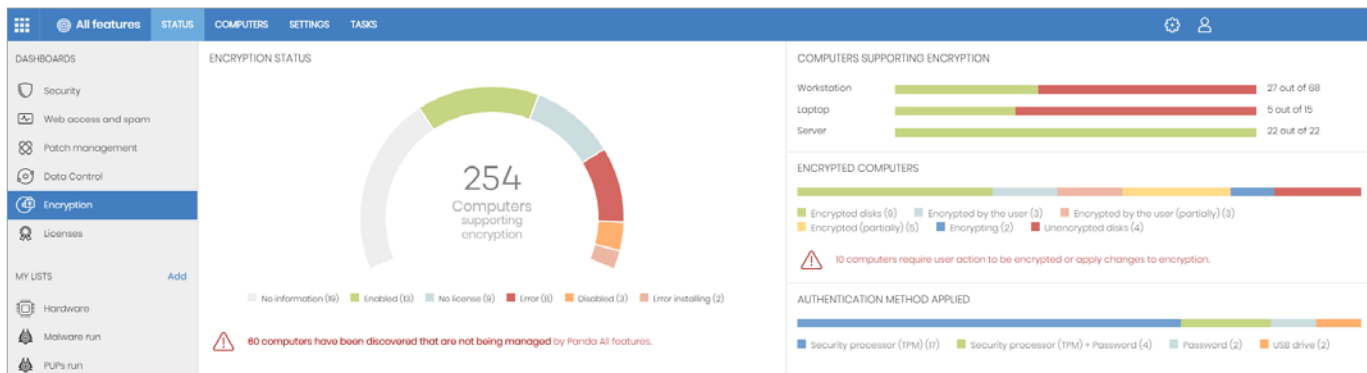 All features STATUS COMPUTERS SETTINGS TASKS
DASHBOARDS
Security
Web access and spam
Patch management
Data Control
Encryption
Licenses
MY LISTS Add
Hardware
Malware run
PUPs run
ENCRYPTION STATUS
254
Computers
supporting
encryption
No information (19) Enabled (13) No license (9) Error (8) Disabled (3) Error installing (2)
60 computers have been discovered that are not being managed by Panda All features.
COMPUTERS SUPPORTING ENCRYPTION
Workstation 27 out of 68
Laptop 5 out of 15
Server 22 out of 22
ENCRYPTED COMPUTERS
Encrypted disks (9) Encrypted by the user (3) Encrypted by the user (partially) (3)
Encrypted (partially) (5) Encrypting (2) Unencrypted disks (4)
10 computers require user action to be encrypted or apply changes to encryption.
AUTHENTICATION METHOD APPLIED
Security processor (TPM) (17) Security processor (TPM) + Password (4) Password (2) USB drive (2)